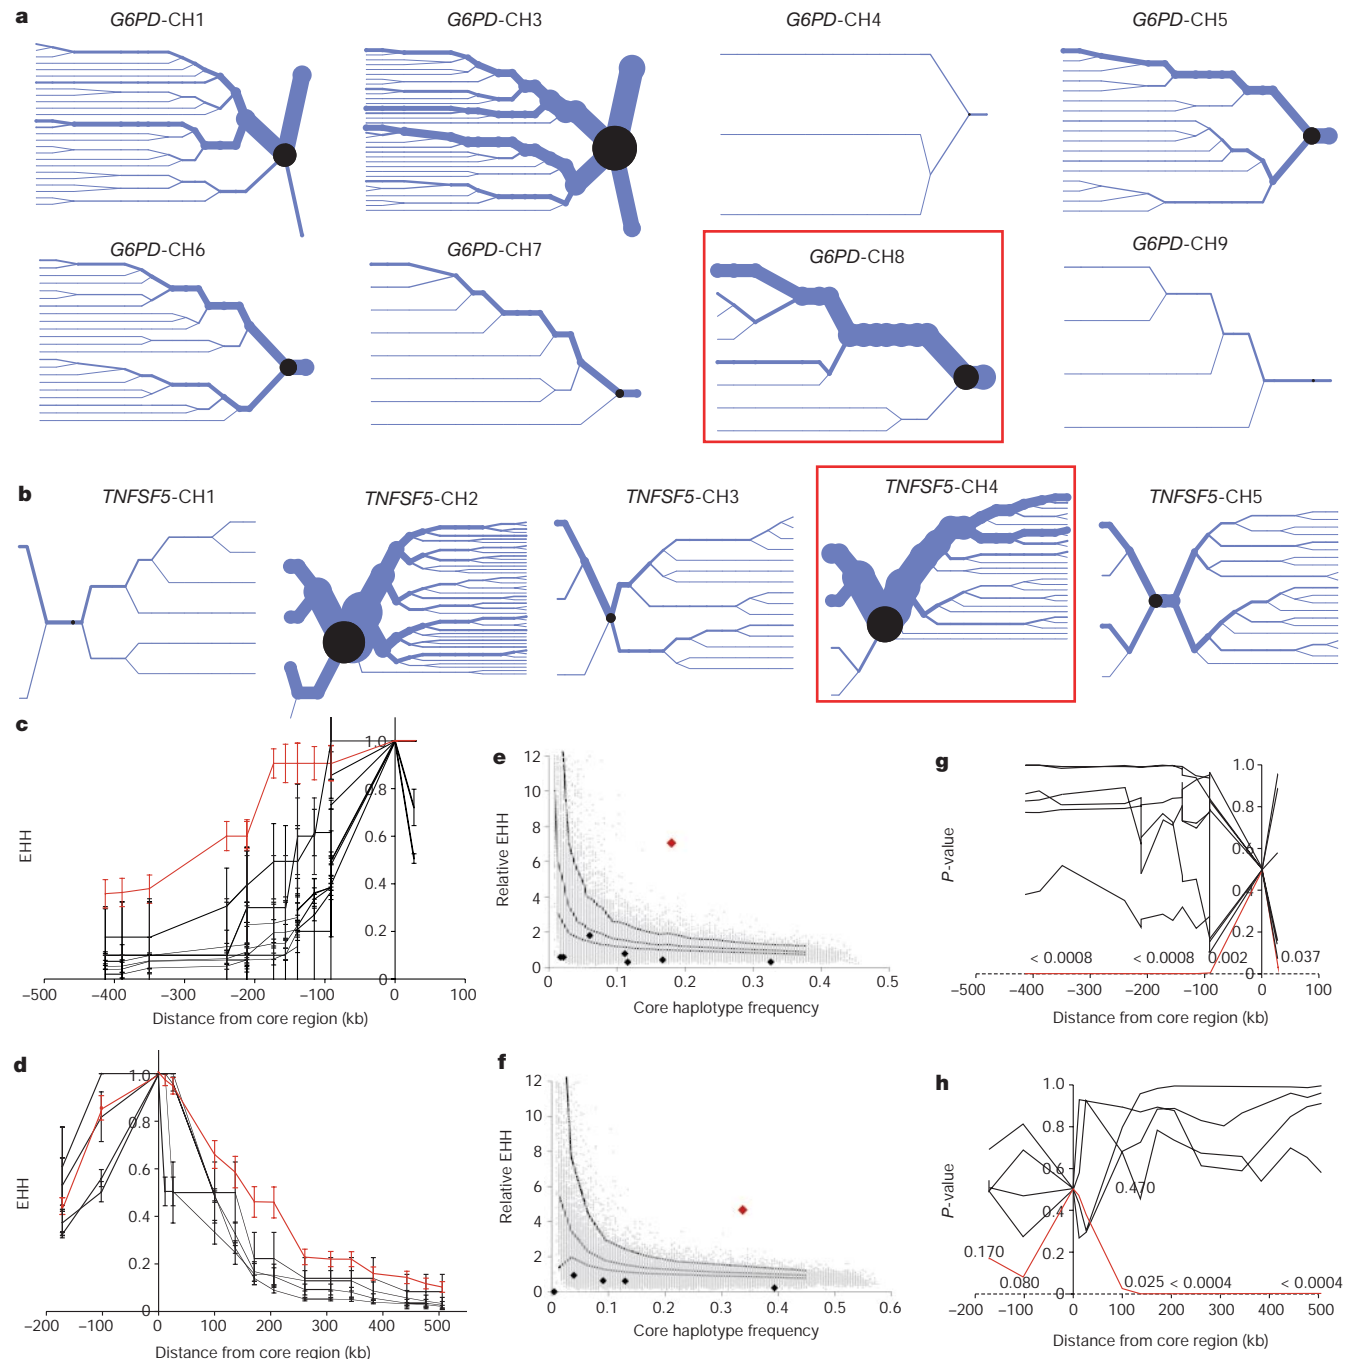 a
G6PD-CH1
G6PD-CH3
G6PD-CH4
G6PD-CH5
G6PD-CH6
G6PD-CH7
G6PD-CH8
G6PD-CH9
b
TNFSF5-CH1
TNFSF5-CH2
TNFSF5-CH3
TNFSF5-CH4
TNFSF5-CH5
c
EHH
1.0
0.8
0.6
0.4
0.2
0
−500 −400 −300 −200 −100 0 100
Distance from core region (kb)
e
Relative EHH
12
10
8
6
4
2
0
0 0.1 0.2 0.3 0.4 0.5
Core haplotype frequency
g
P-value
1.0
0.8
0.6
0.4
0.2
0
< 0.0008 < 0.0008 0.002 0.037
−500 −400 −300 −200 −100 0 100
Distance from core region (kb)
d
EHH
1.0
0.8
0.6
0.4
0.2
0
−200 −100 0 100 200 300 400 500
Distance from core region (kb)
f
Relative EHH
12
10
8
6
4
2
0
0 0.1 0.2 0.3 0.4 0.5 0.6
Core haplotype frequency
h
P-value
1.0
0.8
0.6
0.4
0.2
0
0.470
0.170
0.080
0.025 < 0.0004 < 0.0004
−200 −100 0 100 200 300 400 500
Distance from core region (kb)